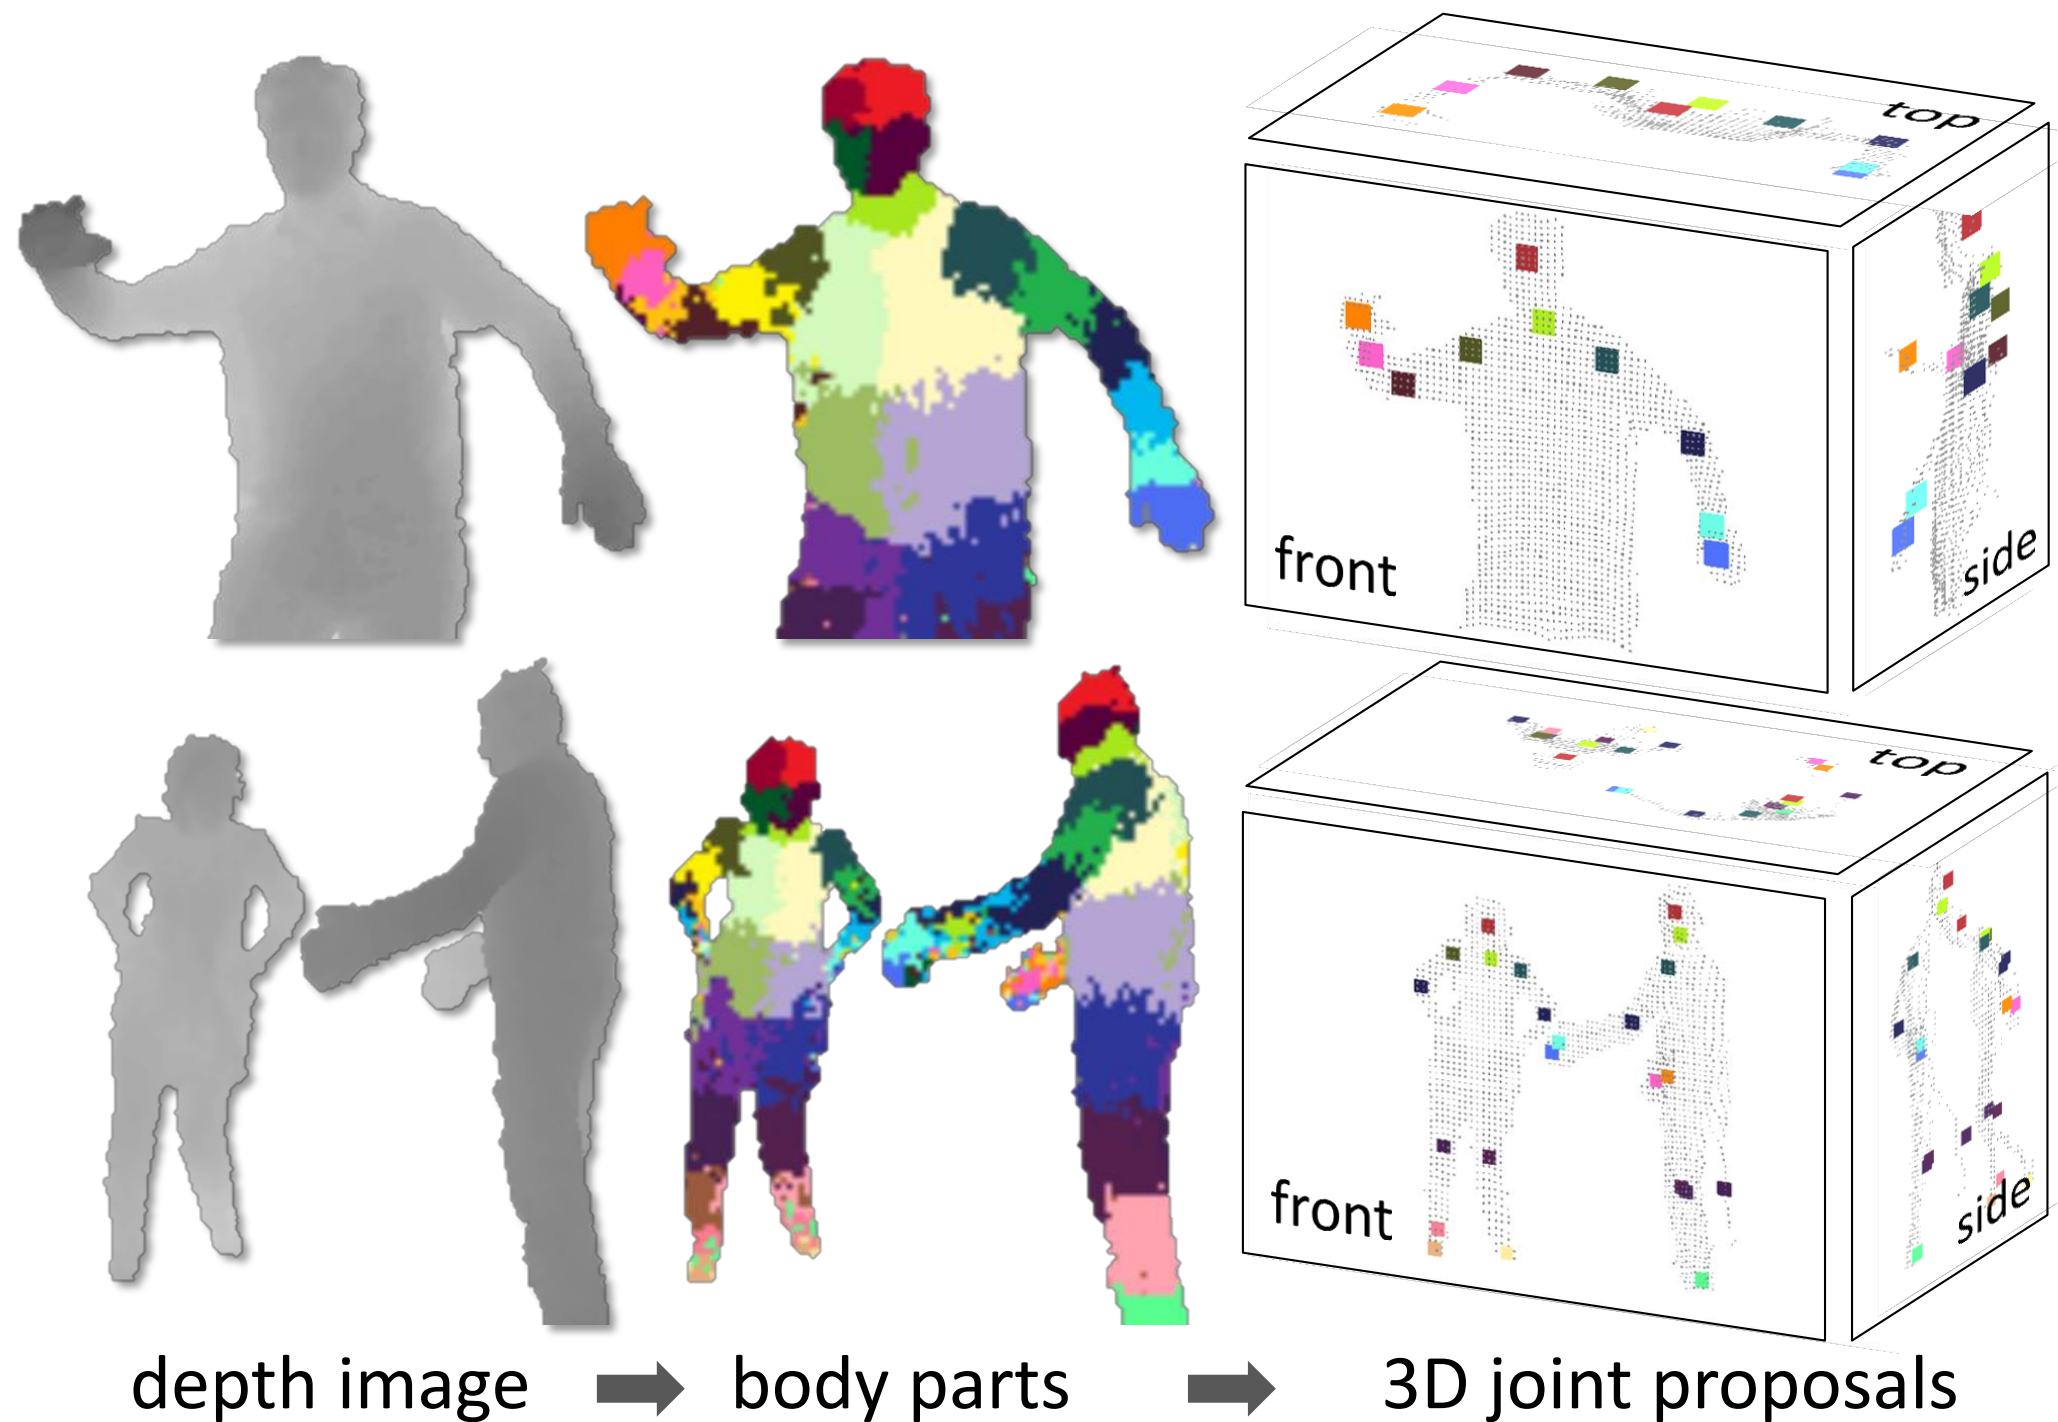 top
front
side
top
front
side
depth image
body parts
3D joint proposals